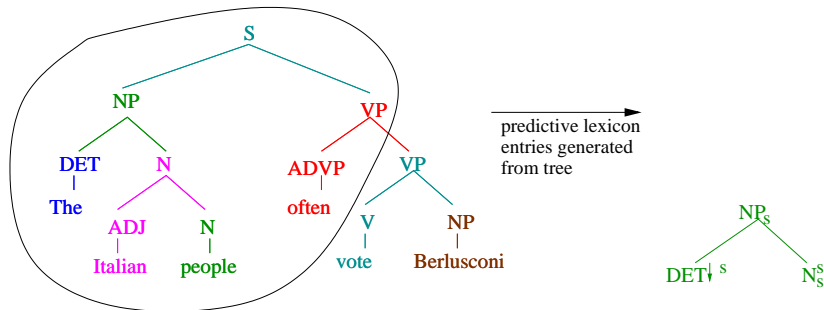 S
NP
VP
DET
N
ADVP
VP
The
ADJ
N
often
V
NP
Italian
people
vote
Berlusconi
predictive lexicon
entries generated
from tree
NPs
DET↓ s
N s s